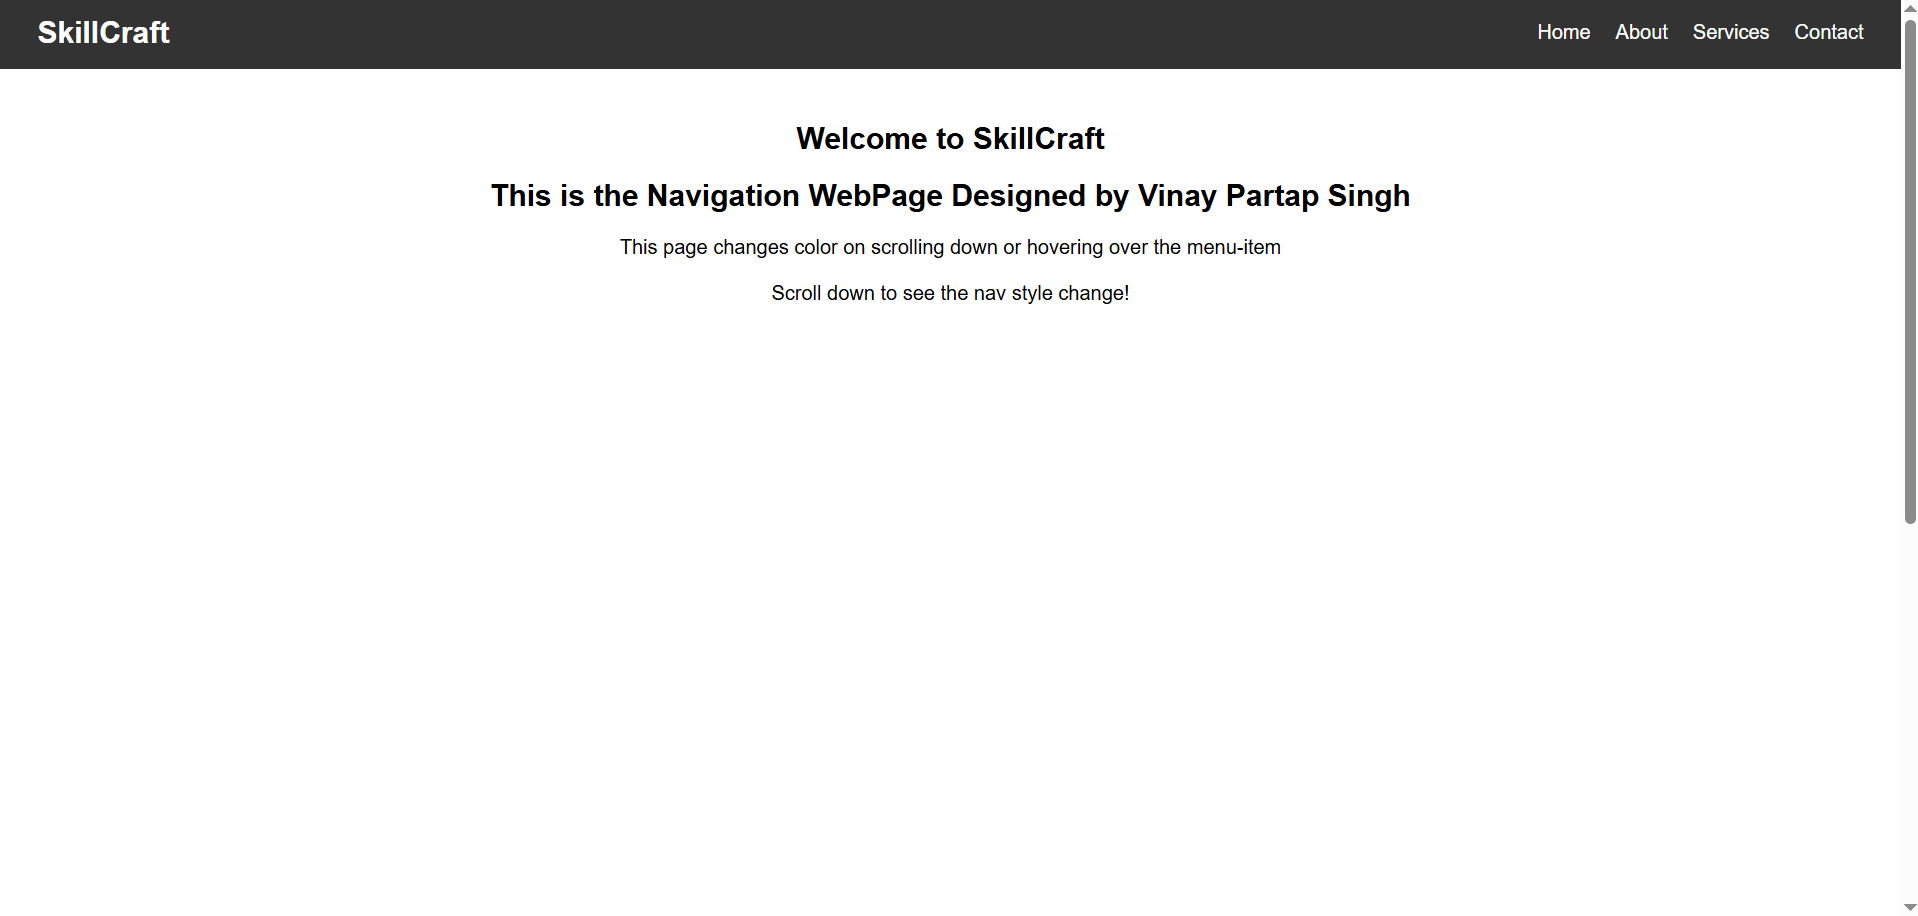 SkillCraft
Home About Services Contact
Welcome to SkillCraft
This is the Navigation WebPage Designed by Vinay Partap Singh
This page changes color on scrolling down or hovering over the menu-item
Scroll down to see the nav style change!